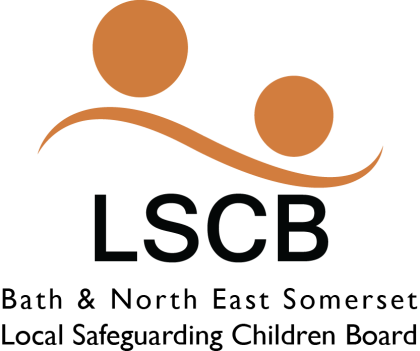 LSCB
Bath & North East Somerset
Local Safeguarding Children Board